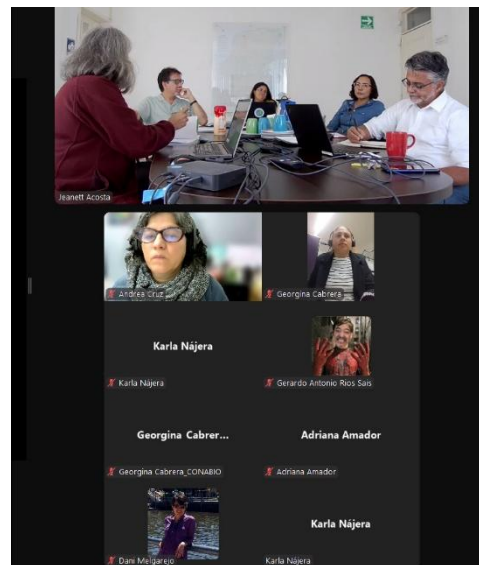 Jeanett Acosta
Andrea Cruz
Georgina Cabrera
Karla Nájera
Karla Nájera
Gerardo Antonio Rios Sais
Georgina Cabrer...
Adriana Amador
Georgina Cabrera_CONABIO
Adriana Amador
Dani Melgarejo
Karla Nájera
Karla Nájera